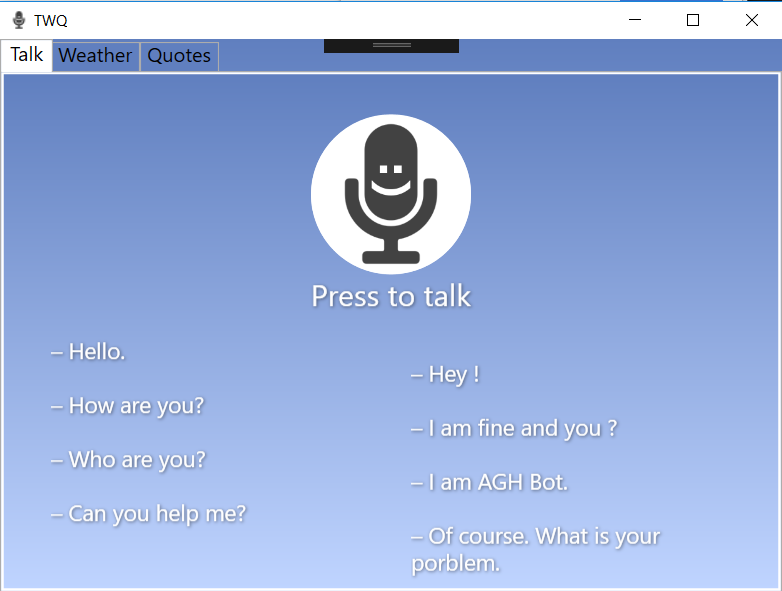 TWQ
Talk Weather Quotes
Press to talk
– Hello.
– Hey !
– How are you?
– I am fine and you ?
– Who are you?
– I am AGH Bot.
– Can you help me?
– Of course. What is your
porblem.